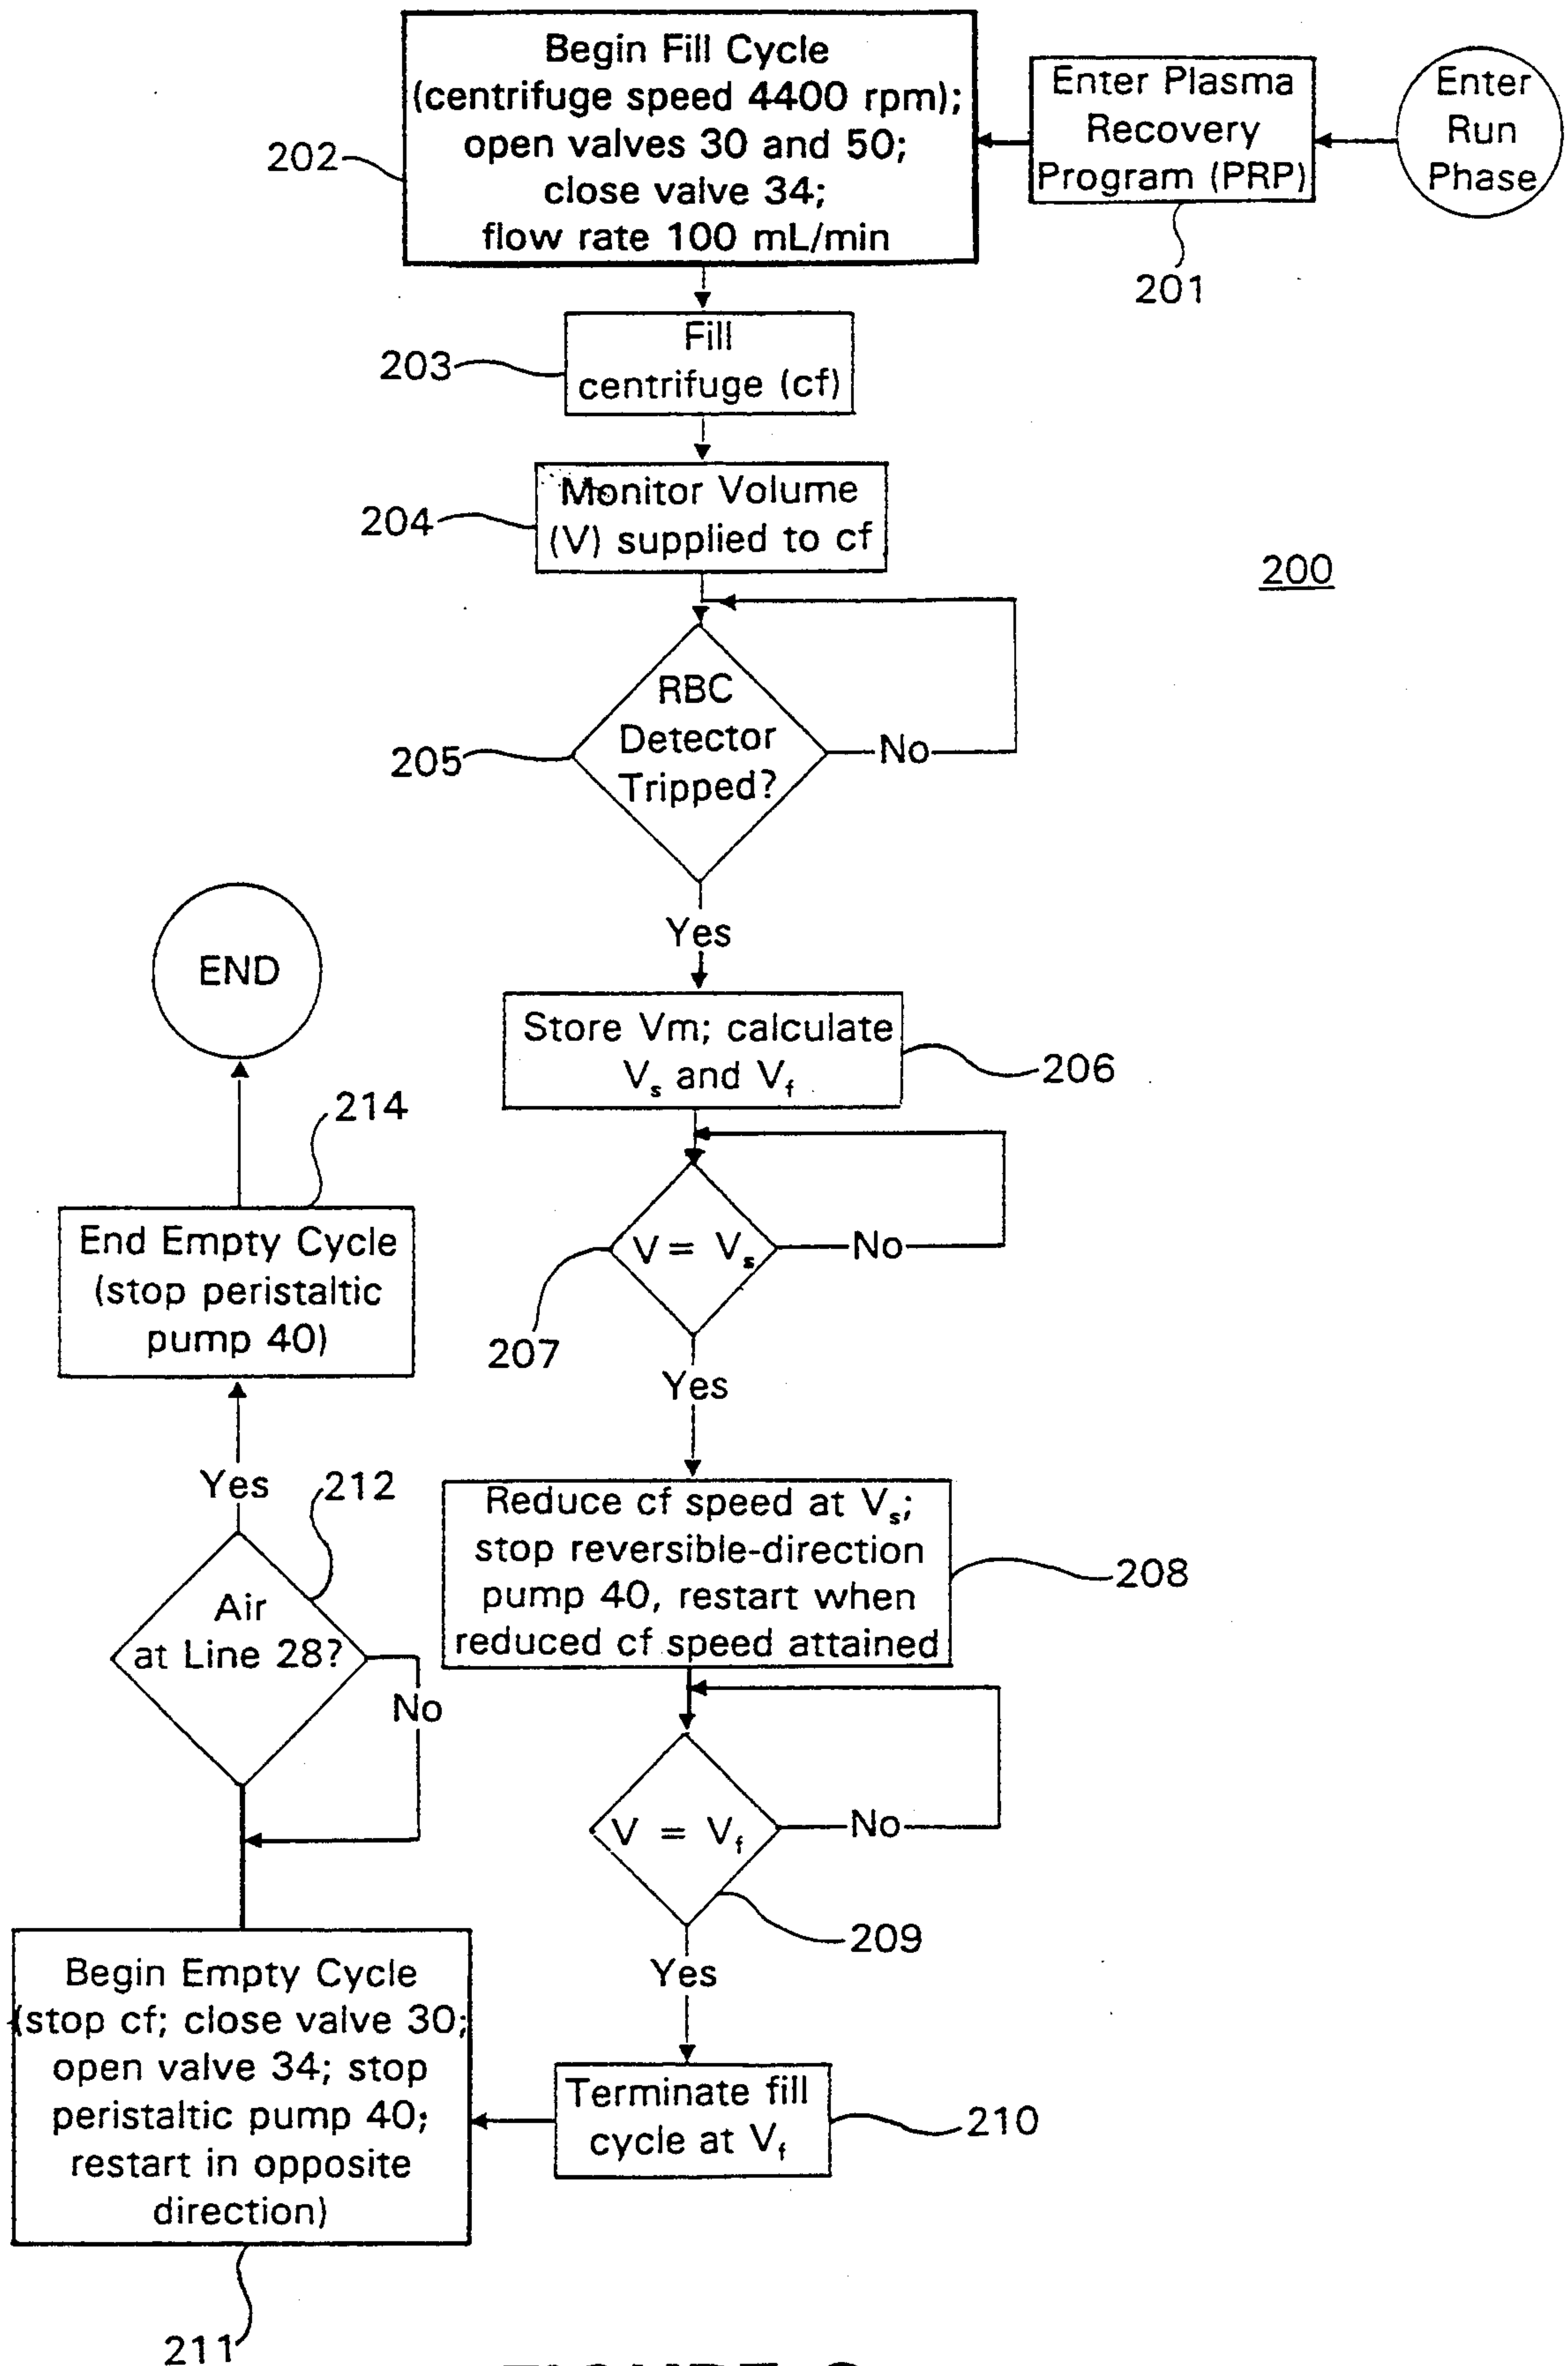 Enter
Run
Phase
Enter Plasma
Recovery
Program (PRP)
201
Begin Fill Cycle
(centrifuge speed 4400 rpm);
open valves 30 and 50;
close valve 34;
flow rate 100 mL/min
202
Fill
centrifuge (cf)
203
Monitor Volume
(V) supplied to cf
204
200
RBC
Detector
Tripped?
205
No
Yes
Store Vm; calculate
Vs and Vf
206
V = Vs
No
207
Yes
Reduce cf speed at Vs;
stop reversible-direction
pump 40, restart when
reduced cf speed attained
208
V = Vf
No
209
Yes
Terminate fill
cycle at Vf
210
Begin Empty Cycle
(stop cf; close valve 30;
open valve 34; stop
peristaltic pump 40;
restart in opposite
direction)
211
Air
at Line 28?
212
No
Yes
End Empty Cycle
(stop peristaltic
pump 40)
214
END